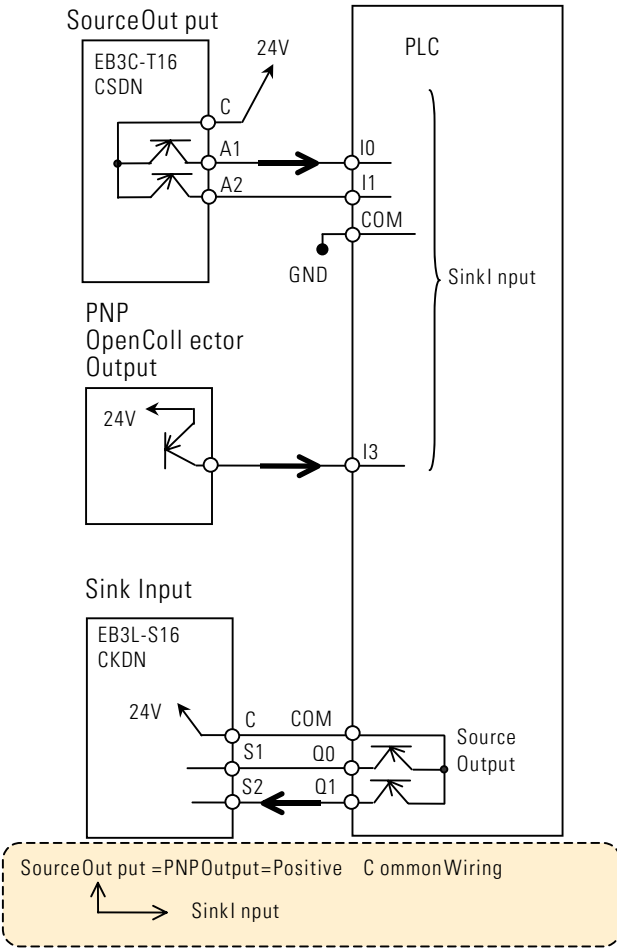 SourceOut put
EB3C-T16
CSDN
24V
PLC
C
A1
A2
I0
I1
COM
GND
SinkI nput
PNP
OpenColl ector
Output
24V
I3
Sink Input
EB3L-S16
CKDN
24V
C
COM
S1
Q0
S2
Q1
Source
Output
SourceOut put =PNPOutput=Positive C ommonWiring
SinkI nput